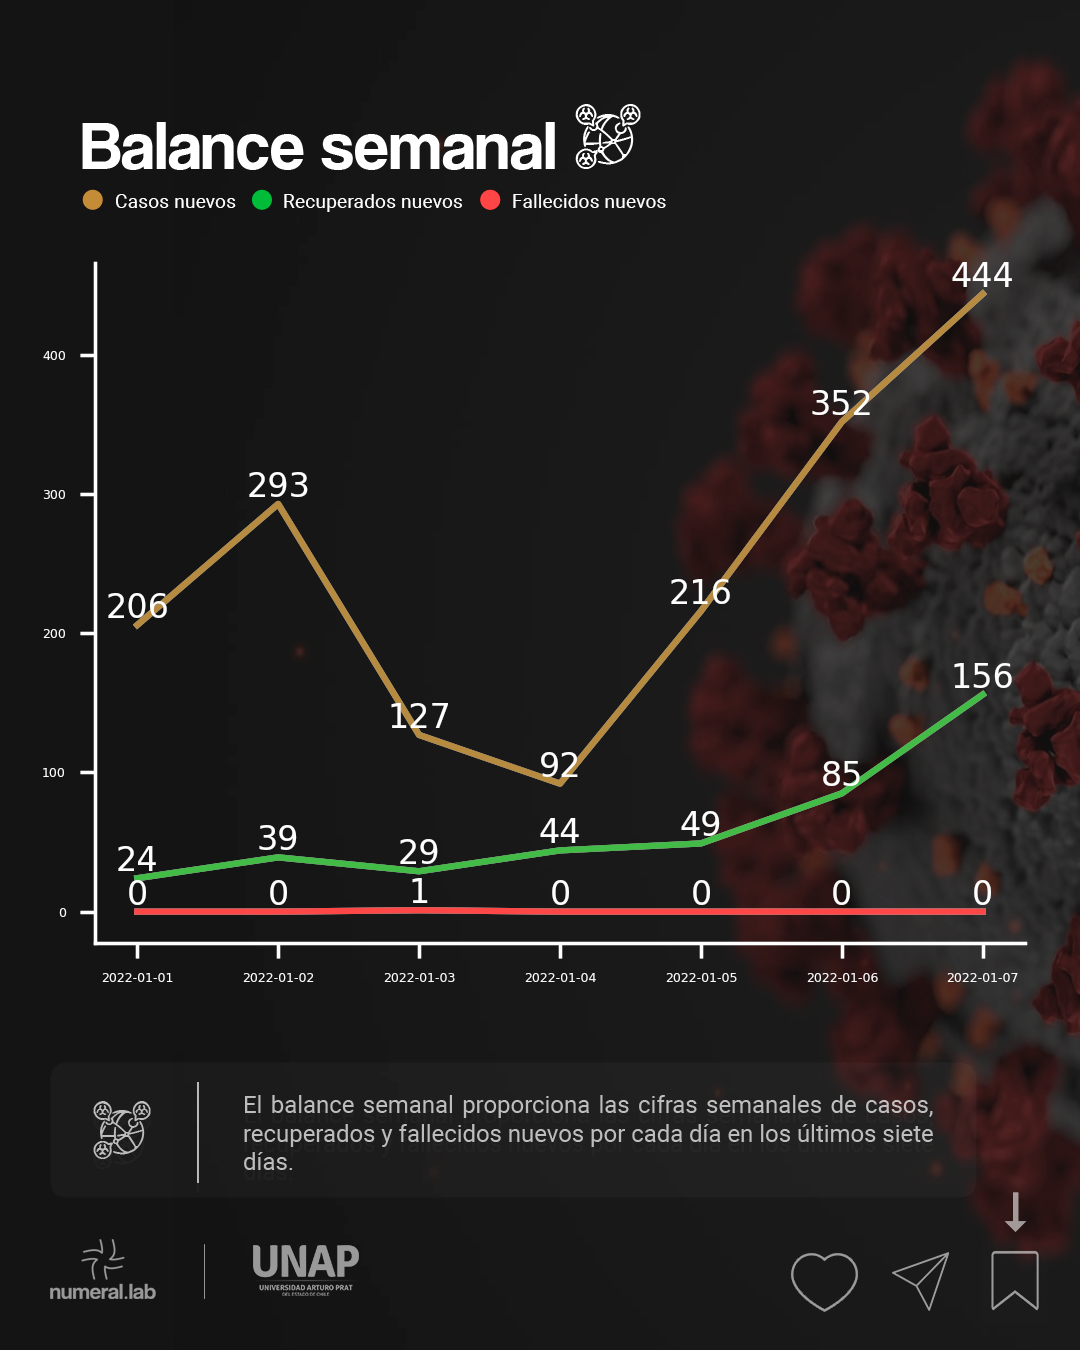 Balance semanal
Casos nuevos Recuperados nuevos Fallecidos nuevos
444
400
352
300
293
216
206
200
156
127
100
92
85
49
44
39
29
24
0 0 1 0 0 0 0
0
2022-01-01 2022-01-02 2022-01-03 2022-01-04 2022-01-05 2022-01-06 2022-01-07
El balance semanal proporciona las cifras semanales de casos,
recuperados y fallecidos nuevos por cada día en los últimos siete
días.
numeral.lab
UNAP
UNIVERSIDAD ARTURO PRAT
DEL ESTADO DE CHILE